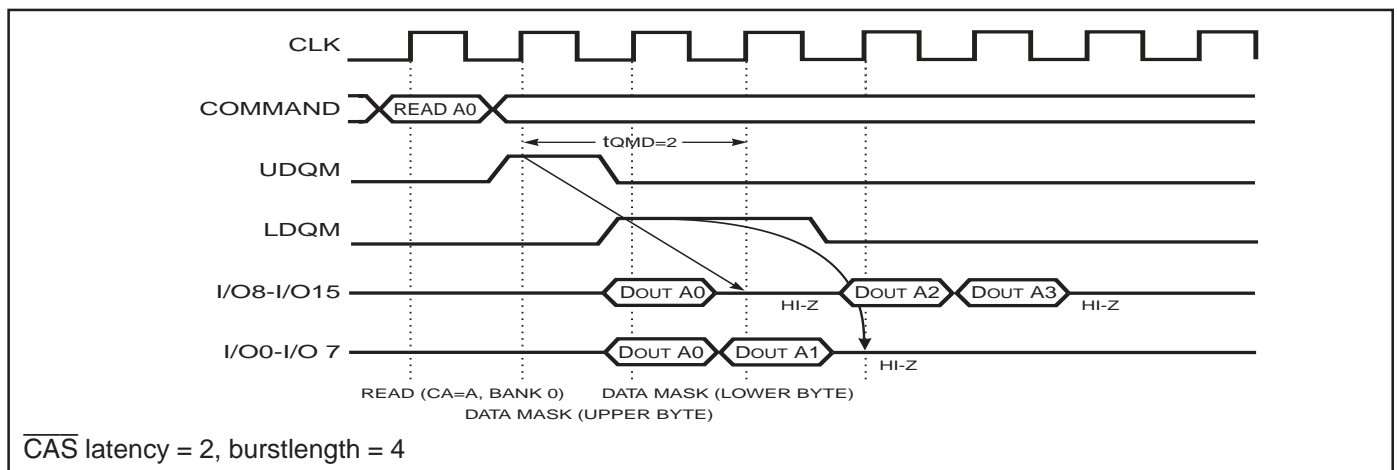 CLK
COMMAND
READ A0
tQMD=2
UDQM
LDQM
I/O8-I/O15
DOUT A0
HI-Z
DOUT A2
DOUT A3
HI-Z
I/O0-I/O 7
DOUT A0
DOUT A1
HI-Z
READ (CA=A, BANK 0)
DATA MASK (LOWER BYTE)
DATA MASK (UPPER BYTE)
CAS latency = 2, burstlength = 4